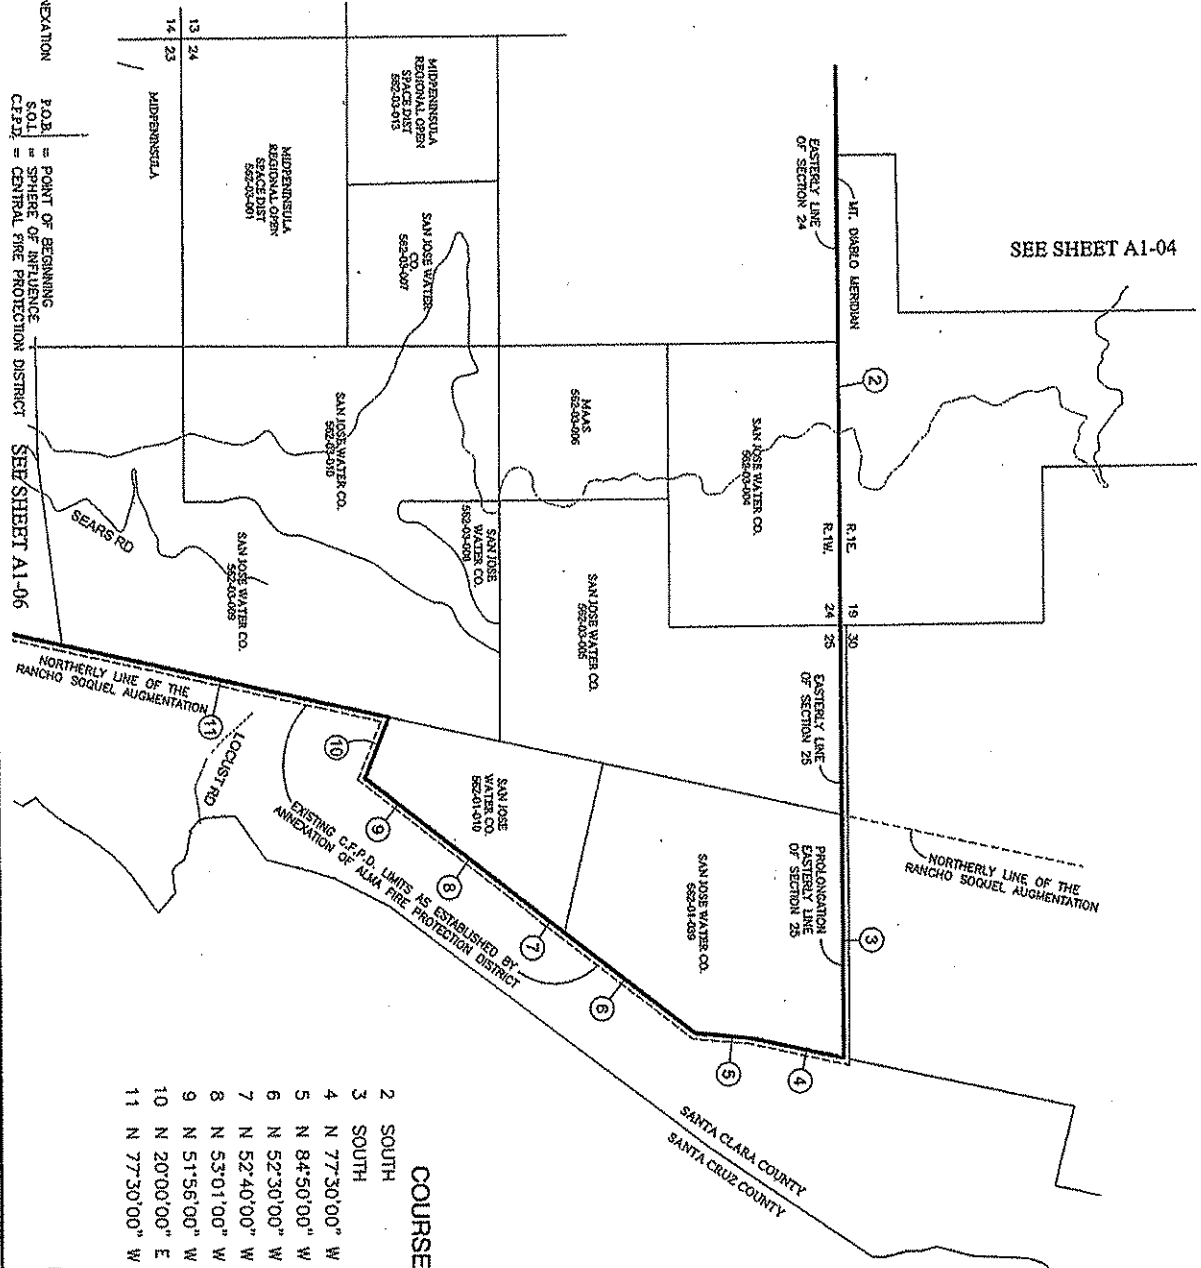 SEE SHEET A1-04
MT. DIABLO MERIDIAN
EASTERLY LINE
OF SECTION 24
2
R.1E.
R.1W.
19
30
24
25
EASTERLY LINE
OF SECTION 25
PROLONGATION
EASTERLY LINE
OF SECTION 25
3
NORTHERLY LINE OF THE
RANCHO SOQUEL AUGMENTATION
13
24
14
23
MIDPENINSULA
REGIONAL OPEN
SPACE DIST
562-03-013
MIDPENINSULA
REGIONAL OPEN
SPACE DIST
562-03-001
MIDPENINSULA
SAN JOSE WATER
CO.
562-03-007
MAAS
562-03-006
SAN JOSE WATER CO.
562-03-004
SAN JOSE WATER CO.
562-03-010
SAN JOSE
WATER CO.
562-03-008
SAN JOSE WATER CO.
562-03-005
SAN JOSE WATER CO.
562-03-009
SEARS RD
NORTHERLY LINE OF THE
RANCHO SOQUEL AUGMENTATION
11
LOCUST RD
10
9
8
7
6
5
4
EXISTING C.F.P.D. LIMITS AS ESTABLISHED BY
ANNEXATION OF ALMA FIRE PROTECTION DISTRICT
SAN JOSE
WATER CO.
562-01-010
SAN JOSE WATER CO.
562-01-039
SANTA CLARA COUNTY
SANTA CRUZ COUNTY
NEXATION
P.O.B. = POINT OF BEGINNING
S.O.I. = SPHERE OF INFLUENCE
C.F.P.D. = CENTRAL FIRE PROTECTION DISTRICT
SEE SHEET A1-06
COURSE
2 SOUTH
3 SOUTH
4 N 77°30'00" W
5 N 84°50'00" W
6 N 52°30'00" W
7 N 52°40'00" W
8 N 53°01'00" W
9 N 51°56'00" W
10 N 20°00'00" E
11 N 77°30'00" W